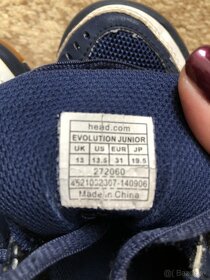 head.com
EVOLUTION JUNIOR
UK US EUR JP
13 13.5 31 19.5
272060
4521032307-140906
Made in China